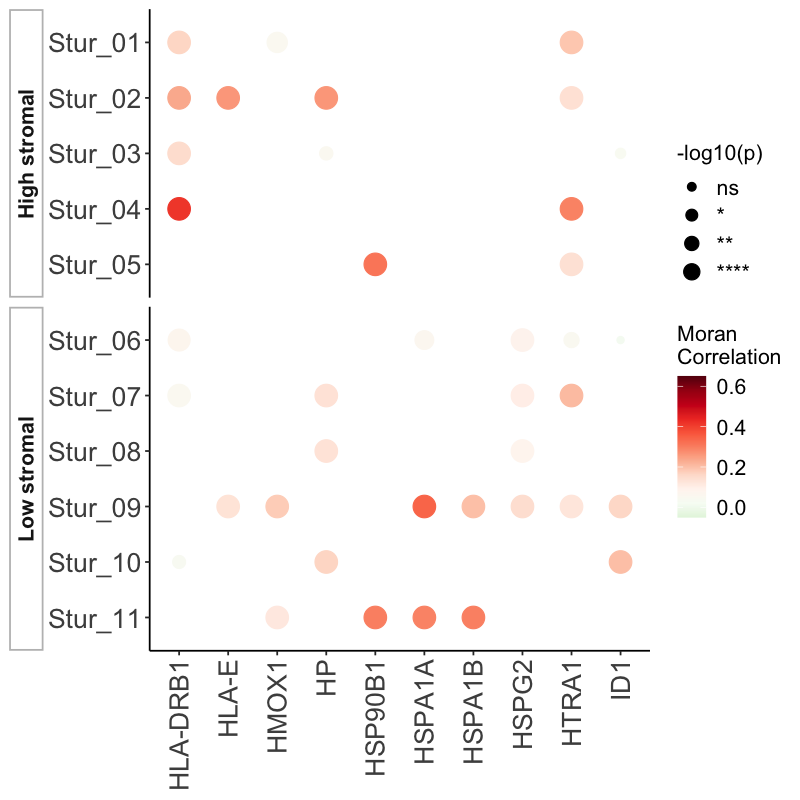 High stromal
Stur_01
Stur_02
Stur_03
Stur_04
Stur_05
Low stromal
Stur_06
Stur_07
Stur_08
Stur_09
Stur_10
Stur_11
HLA-DRB1
HLA-E
HMOX1
HP
HSP90B1
HSPA1A
HSPA1B
HSPG2
HTRA1
ID1
-log10(p)
ns
*
**
****
Moran
Correlation
0.6
0.4
0.2
0.0